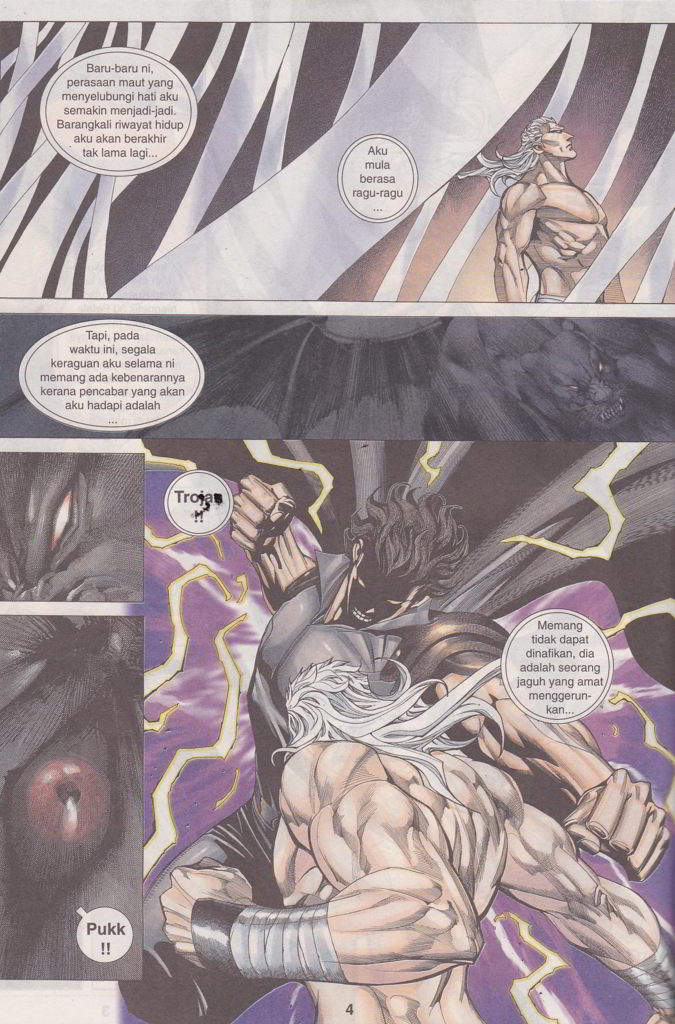 Baru-baru ni,
perasaan maut yang
menyelubungi hati aku
semakin menjadi-jadi.
Barangkali riwayat hidup
aku akan berakhir
tak lama lagi...
Aku
mula
berasa
ragu-ragu
...
Tapi, pada
waktu ini, segala
keraguan aku selama ni
memang ada kebenarannya
kerana pencabar yang akan
aku hadapi adalah
...
!!
Memang
tidak dapat
dinafikan, dia
adalah seorang
jaguh yang amat
menggerun-
kan...
Pukk
!!
4